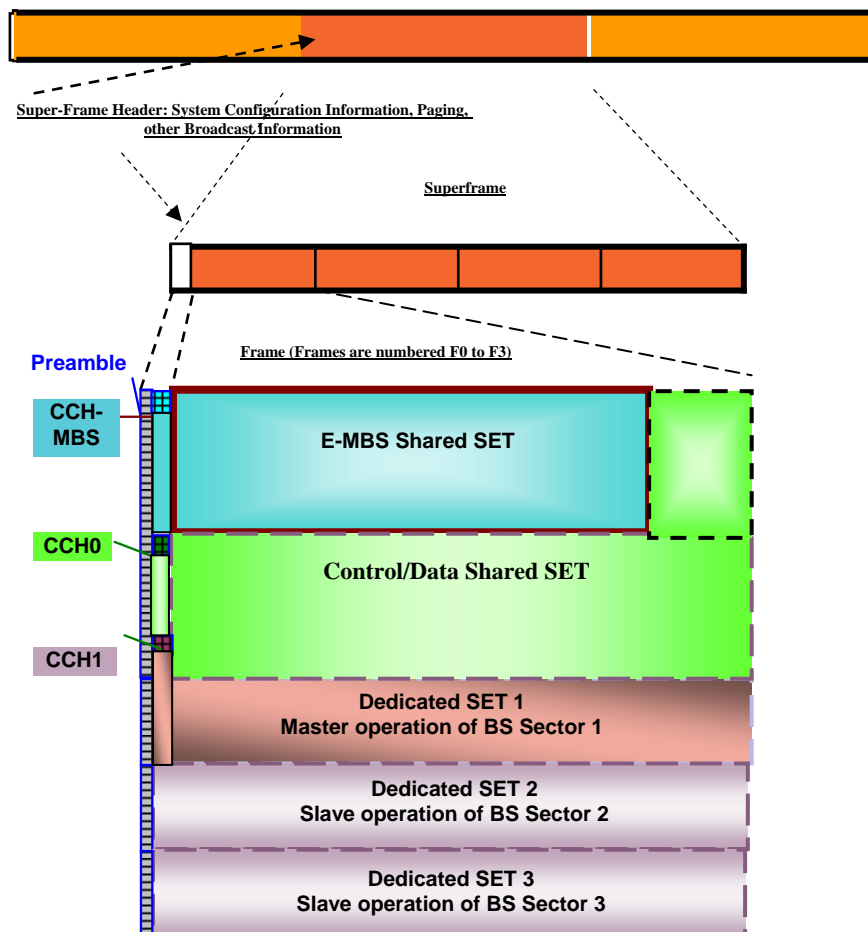 Super-Frame Header: System Configuration Information, Paging,
other Broadcast Information
Superframe
Frame (Frames are numbered F0 to F3)
Preamble
CCH-
MBS
E-MBS Shared SET
CCH0
Control/Data Shared SET
CCH1
Dedicated SET 1
Master operation of BS Sector 1
Dedicated SET 2
Slave operation of BS Sector 2
Dedicated SET 3
Slave operation of BS Sector 3